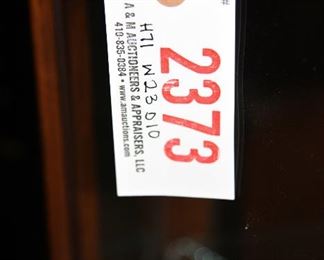 #
2373
H71 W23 D10
A & M AUCTIONEERS & APPRAISERS, LLC
410-835-0384 • www.amauctions.com